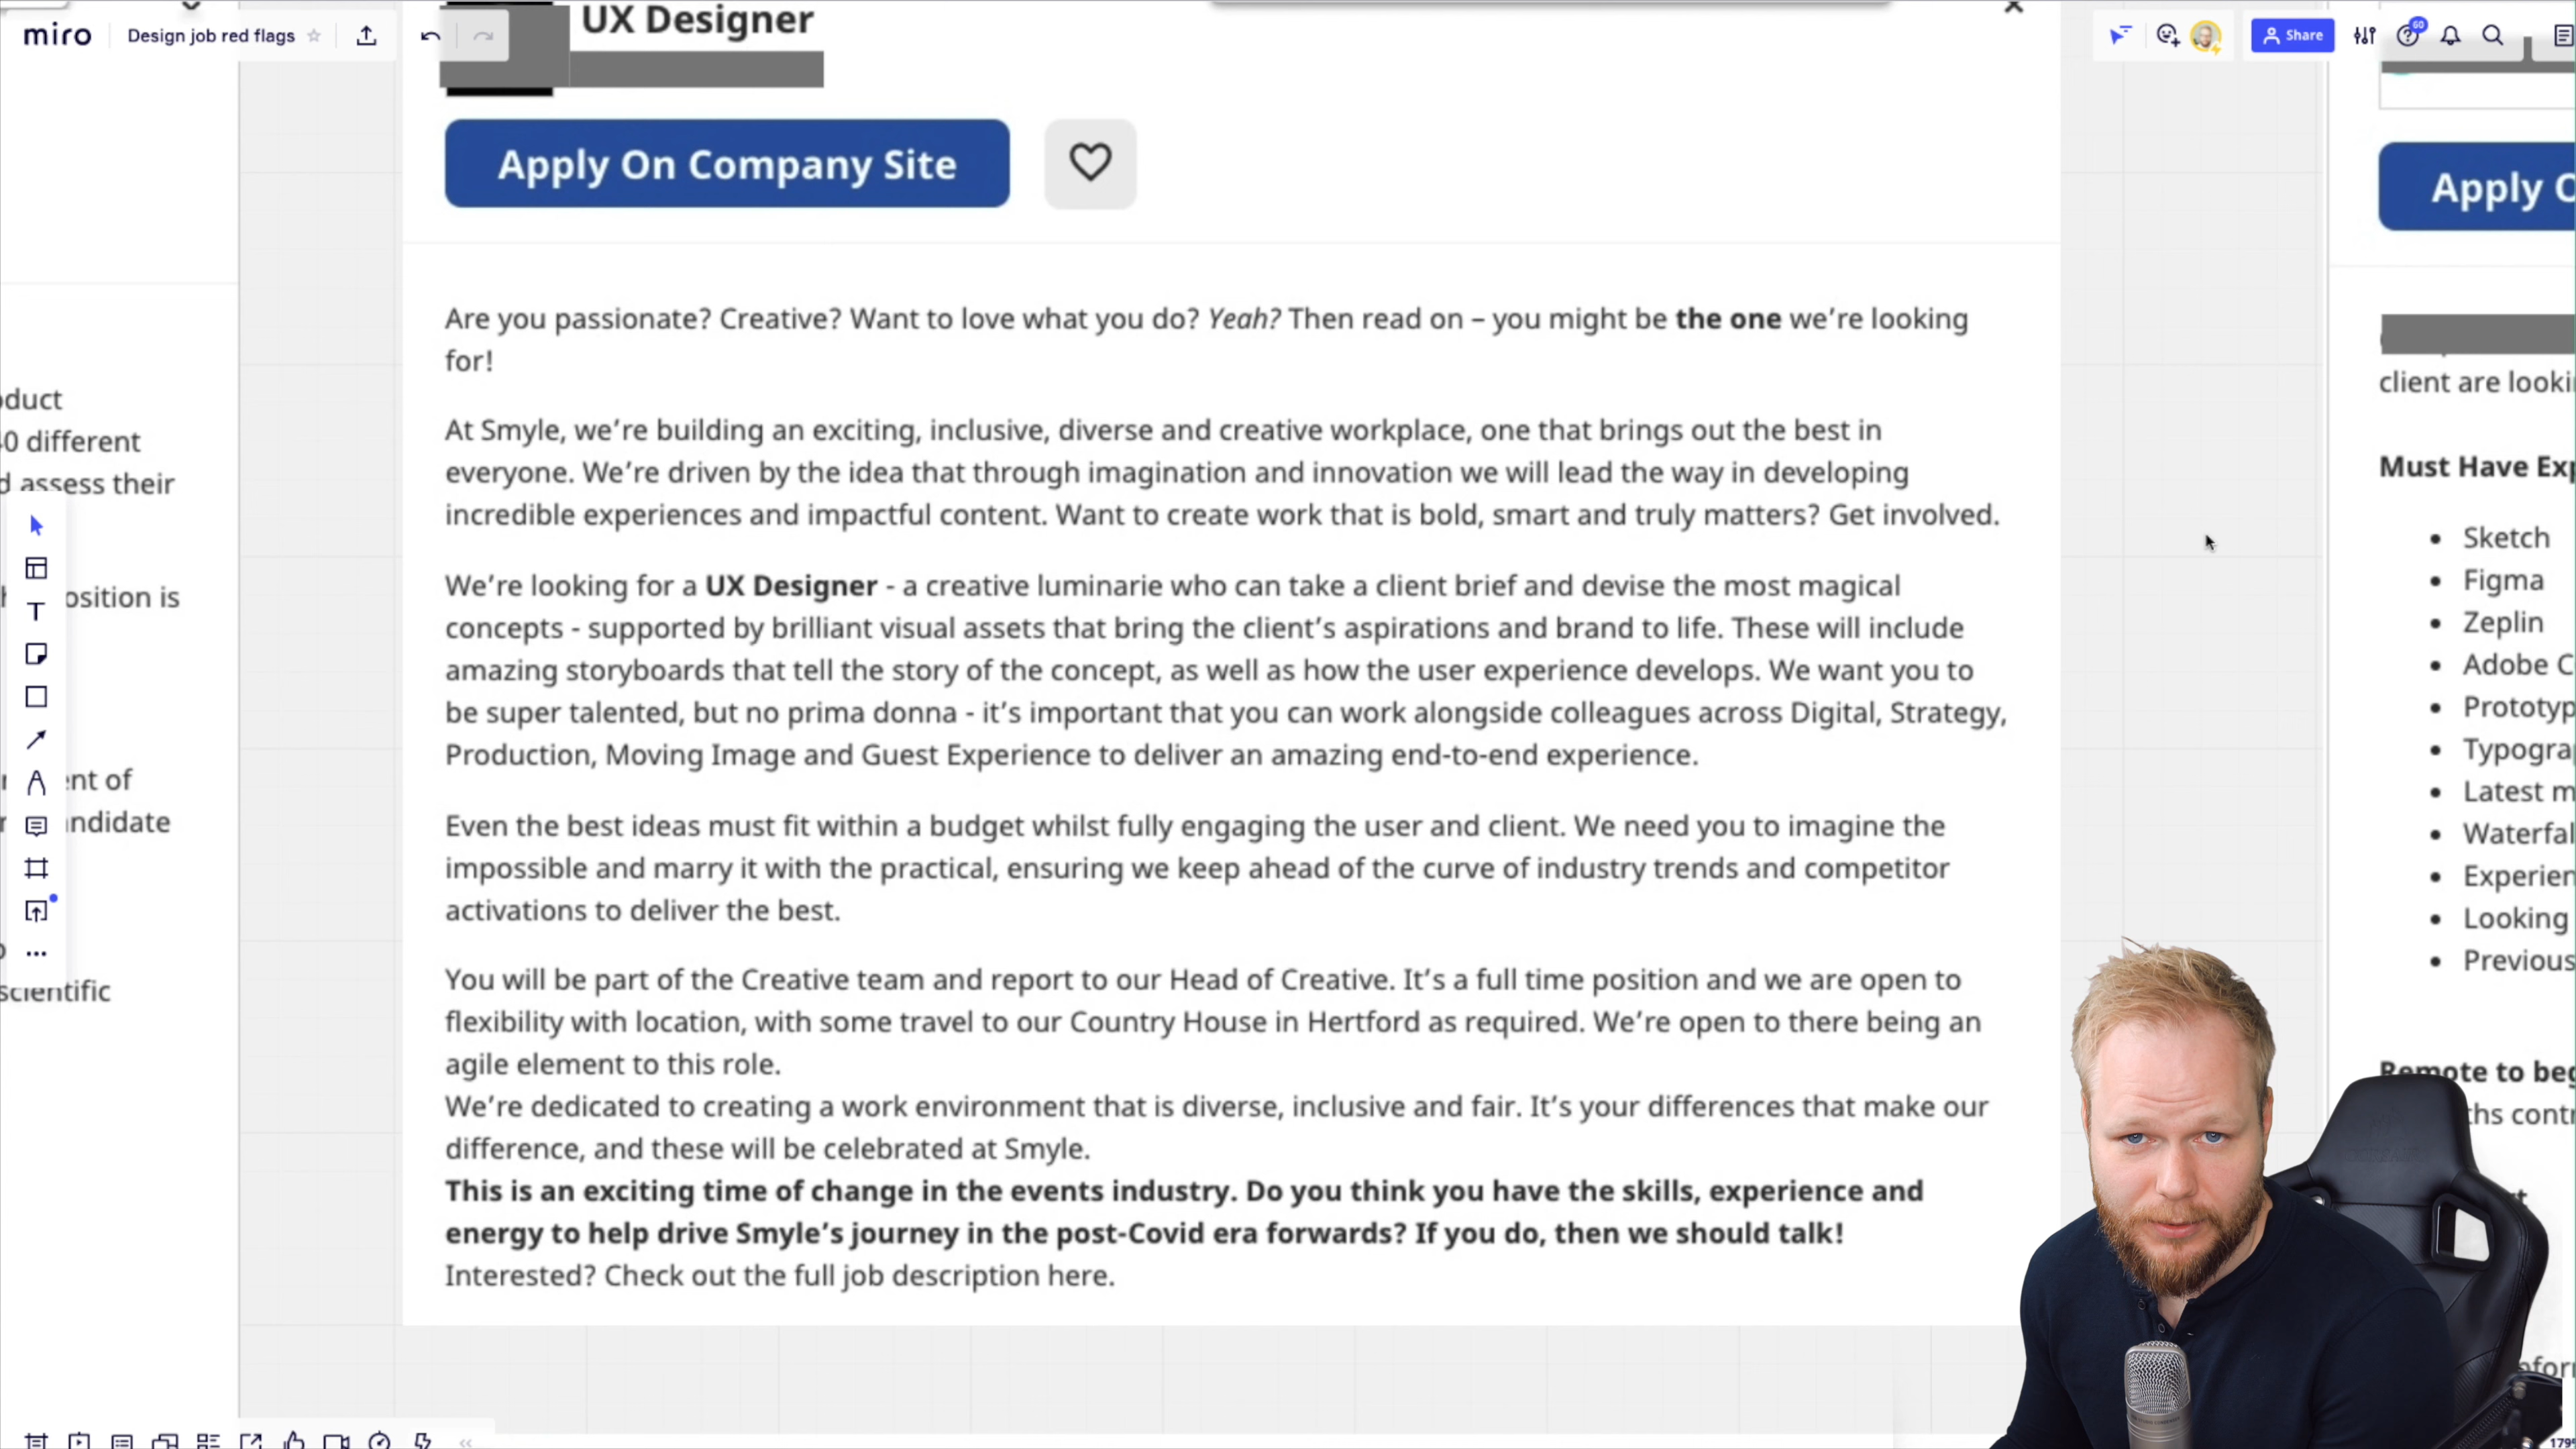 UX Designer
miro
Design job red flags
60
Share
Apply On Company Site
Apply
Are you passionate? Creative? Want to love what you do? Yeah? Then read on – you might be the one we’re looking
for!
At Smyle, we’re building an exciting, inclusive, diverse and creative workplace, one that brings out the best in
everyone. We’re driven by the idea that through imagination and innovation we will lead the way in developing
incredible experiences and impactful content. Want to create work that is bold, smart and truly matters? Get involved.
We’re looking for a UX Designer - a creative luminarie who can take a client brief and devise the most magical
concepts - supported by brilliant visual assets that bring the client’s aspirations and brand to life. These will include
amazing storyboards that tell the story of the concept, as well as how the user experience develops. We want you to
be super talented, but no prima donna - it’s important that you can work alongside colleagues across Digital, Strategy,
Production, Moving Image and Guest Experience to deliver an amazing end-to-end experience.
Even the best ideas must fit within a budget whilst fully engaging the user and client. We need you to imagine the
impossible and marry it with the practical, ensuring we keep ahead of the curve of industry trends and competitor
activations to deliver the best.
You will be part of the Creative team and report to our Head of Creative. It’s a full time position and we are open to
flexibility with location, with some travel to our Country House in Hertford as required. We’re open to there being an
agile element to this role.
We’re dedicated to creating a work environment that is diverse, inclusive and fair. It’s your differences that make our
difference, and these will be celebrated at Smyle.
This is an exciting time of change in the events industry. Do you think you have the skills, experience and
energy to help drive Smyle’s journey in the post-Covid era forwards? If you do, then we should talk!
Interested? Check out the full job description here.
different
assess their
is
of
client are
Must Have
Sketch
Figma
Zeplin
Adobe
Looking
Remote to